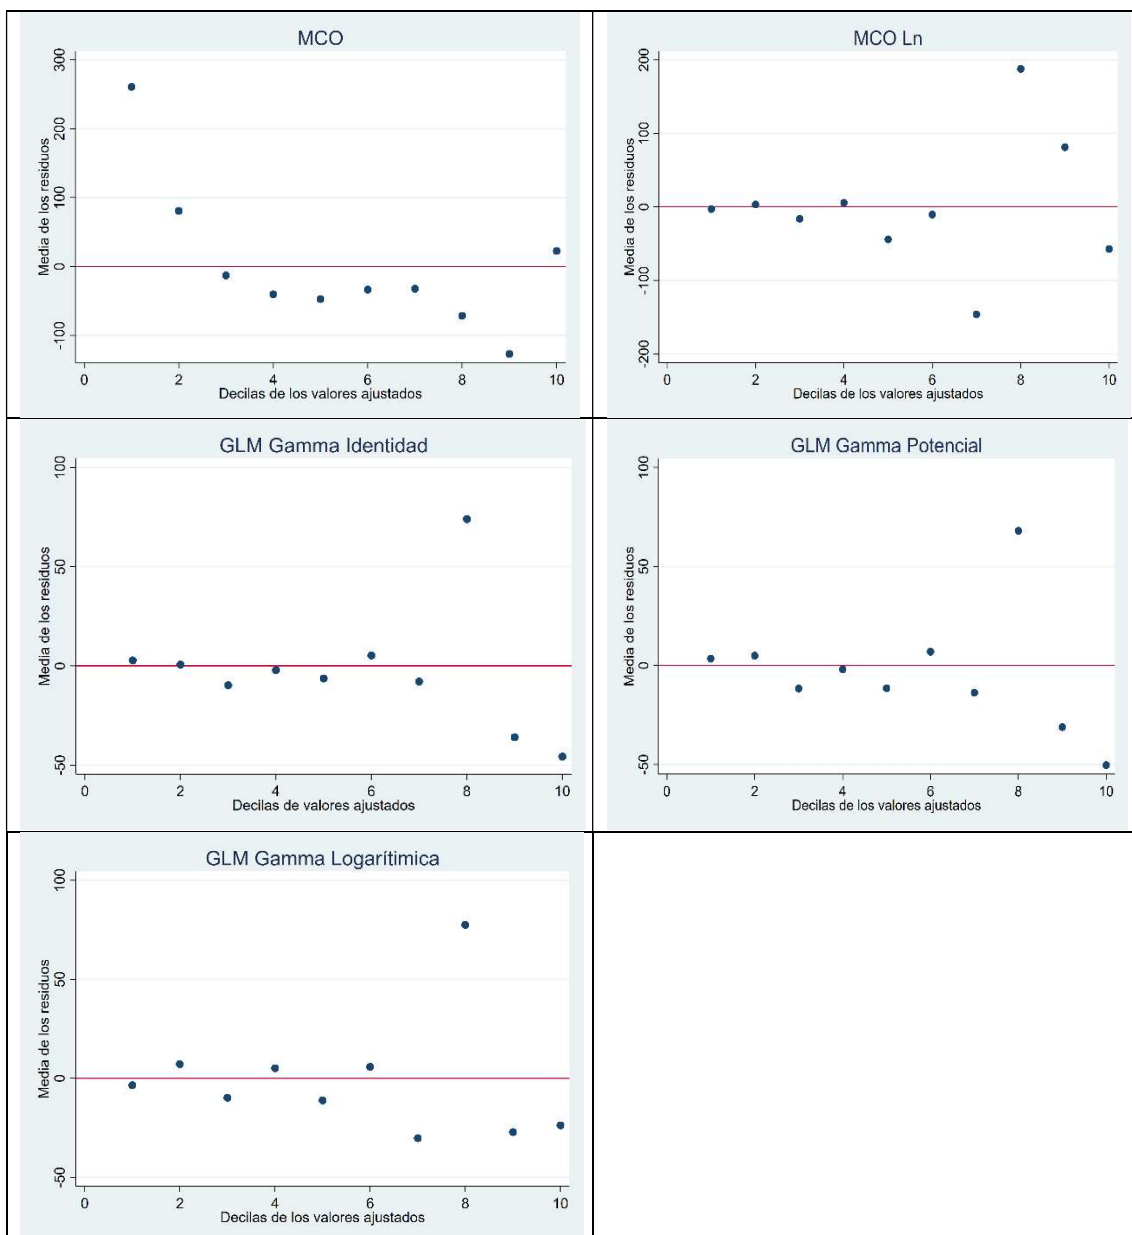 MCO
Media de los residuos
300
200
100
0
-100
0 2 4 6 8 10
Decilas de los valores ajustados
MCO Ln
Media de los residuos
200
100
0
-100
-200
0 2 4 6 8 10
Decilas de los valores ajustados
GLM Gamma Identidad
Media de los residuos
100
50
0
-50
0 2 4 6 8 10
Decilas de valores ajustados
GLM Gamma Potencial
Media de los residuos
100
50
0
-50
0 2 4 6 8 10
Decilas de los valores ajustados
GLM Gamma Logarítimica
Media de los residuos
100
50
0
-50
0 2 4 6 8 10
Decilas de los valores ajustados